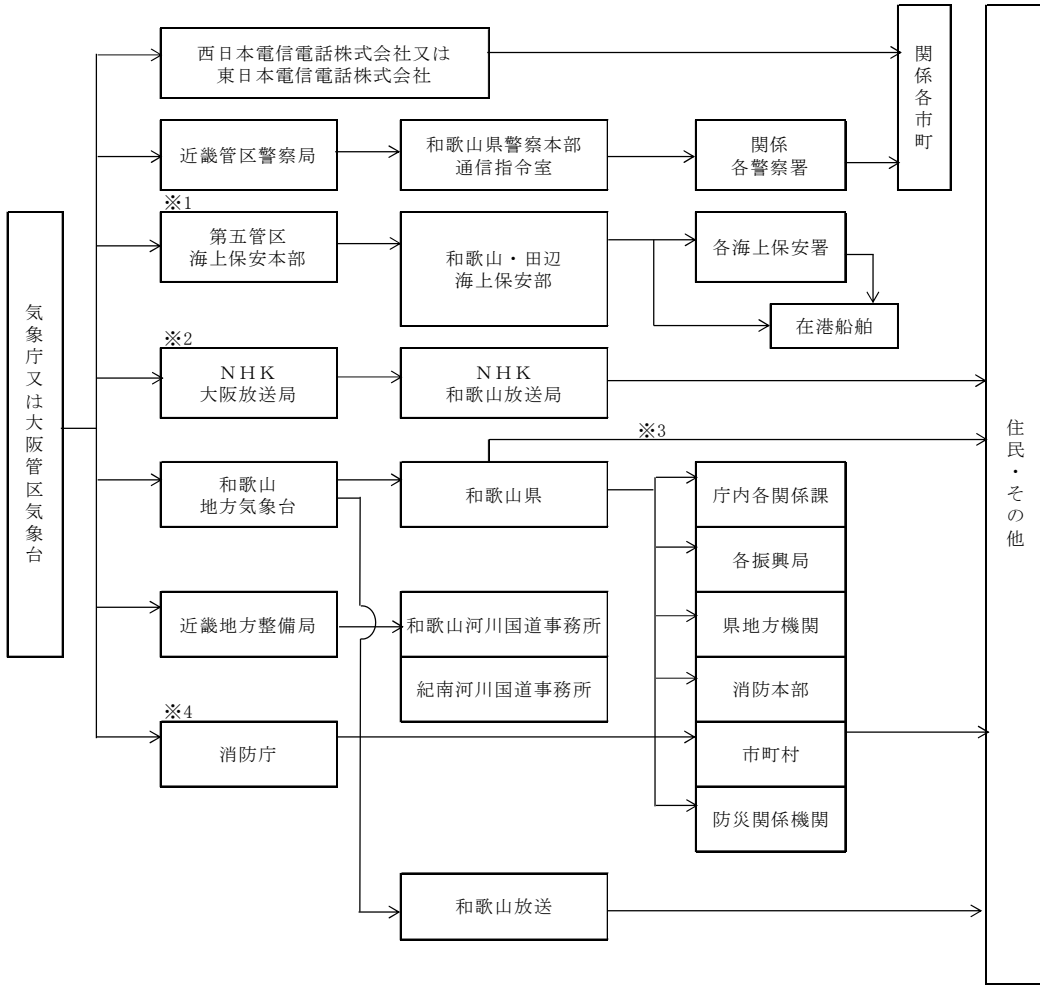 気象庁又は大阪管区気象台
西日本電信電話株式会社又は
東日本電信電話株式会社
関係各市町
近畿管区警察局
和歌山県警察本部
通信指令室
関係
各警察署
※1
第五管区
海上保安本部
和歌山・田辺
海上保安部
各海上保安署
在港船舶
※2
NHK
大阪放送局
NHK
和歌山放送局
※3
和歌山
地方気象台
和歌山県
庁内各関係課
各振興局
県地方機関
消防本部
市町村
防災関係機関
近畿地方整備局
和歌山河川国道事務所
紀南河川国道事務所
※4
消防庁
和歌山放送
住民・その他